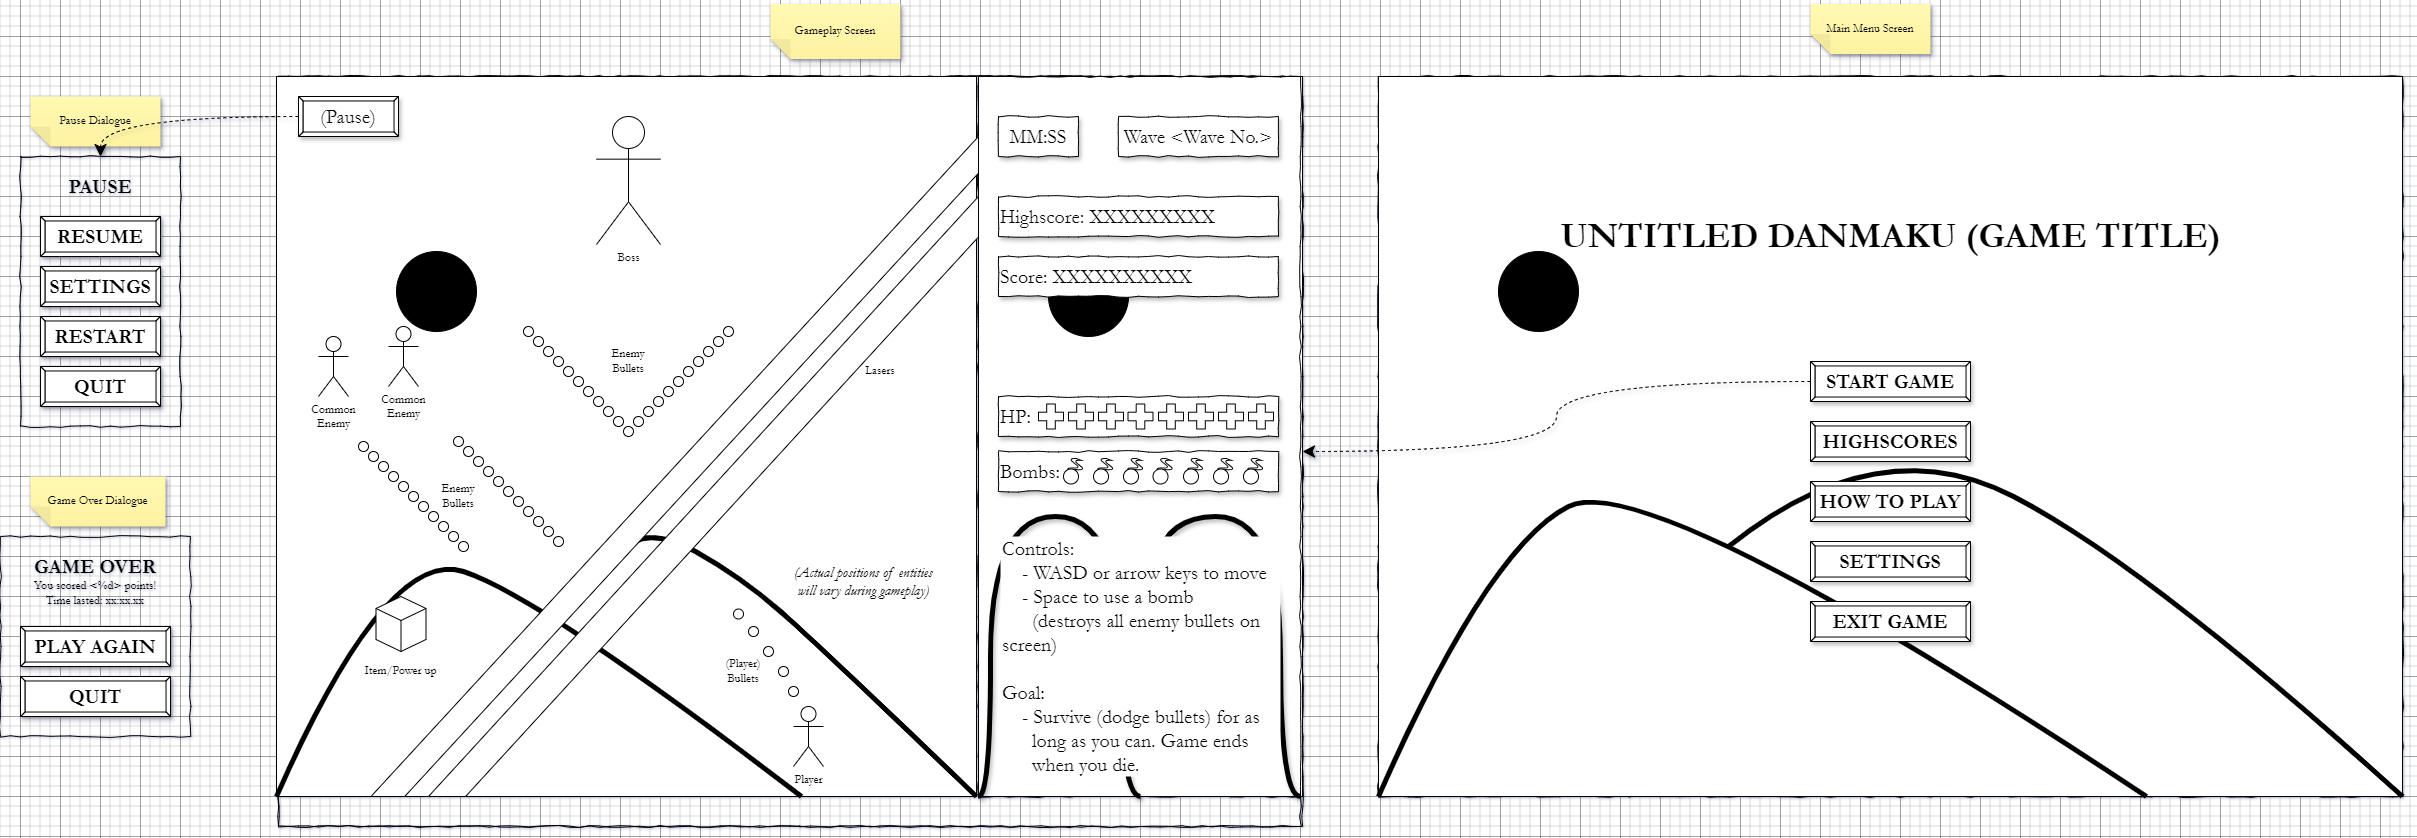 Gameplay Screen
Main Menu Screen
Pause Dialogue
PAUSE
RESUME
SETTINGS
RESTART
QUIT
Game Over Dialogue
GAME OVER
You scored <%d> points!
Time lasted: xx:xx.xx
PLAY AGAIN
QUIT
(Pause)
Boss
Common
Enemy
Common
Enemy
Enemy
Bullets
Enemy
Bullets
Lasers
(Actual positions of entities
will vary during gameplay)
Item/Power up
(Player)
Bullets
Player
MM:SS
Wave <Wave No.>
Highscore: XXXXXXXXX
Score: XXXXXXXXXX
HP:
Bombs:
Controls:
- WASD or arrow keys to move
- Space to use a bomb
(destroys all enemy bullets on
screen)
Goal:
- Survive (dodge bullets) for as
long as you can. Game ends
when you die.
UNTITLED DANMAKU (GAME TITLE)
START GAME
HIGHSCORES
HOW TO PLAY
SETTINGS
EXIT GAME